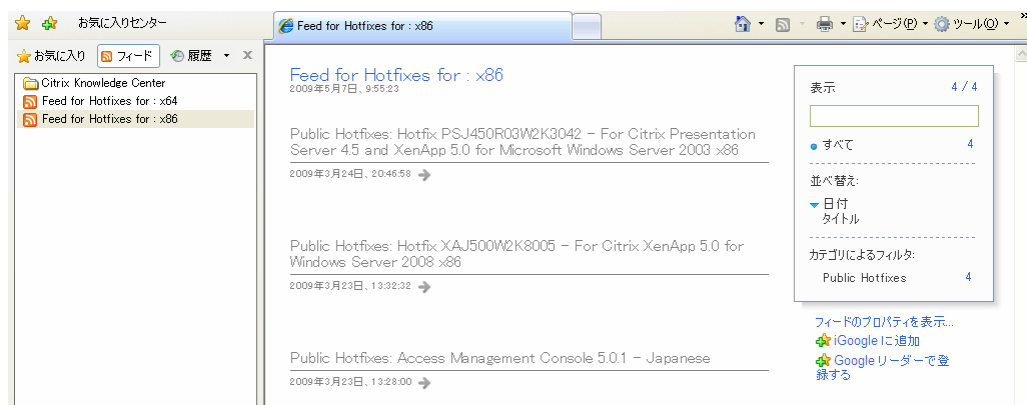 お気に入りセンター
Feed for Hotfixes for : x86
ページ(P)
ツール(O)
お気に入り
フィード
履歴
Citrix Knowledge Center
Feed for Hotfixes for : x64
Feed for Hotfixes for : x86
Feed for Hotfixes for : x86
2009年5月7日、9:55:23
Public Hotfixes: Hotfix PSJ450R03W2K3042 – For Citrix Presentation
Server 4.5 and XenApp 5.0 for Microsoft Windows Server 2003 x86
2009年3月24日、20:46:58
Public Hotfixes: Hotfix XAJ500W2K8005 – For Citrix XenApp 5.0 for
Windows Server 2008 x86
2009年3月23日、13:32:32
Public Hotfixes: Access Management Console 5.0.1 – Japanese
2009年3月23日、13:28:00
表示 4 / 4
すべて 4
並べ替え:
日付
タイトル
カテゴリによるフィルタ:
Public Hotfixes 4
フィードのプロパティを表示...
iGoogle に追加
Google リーダーで登
録する